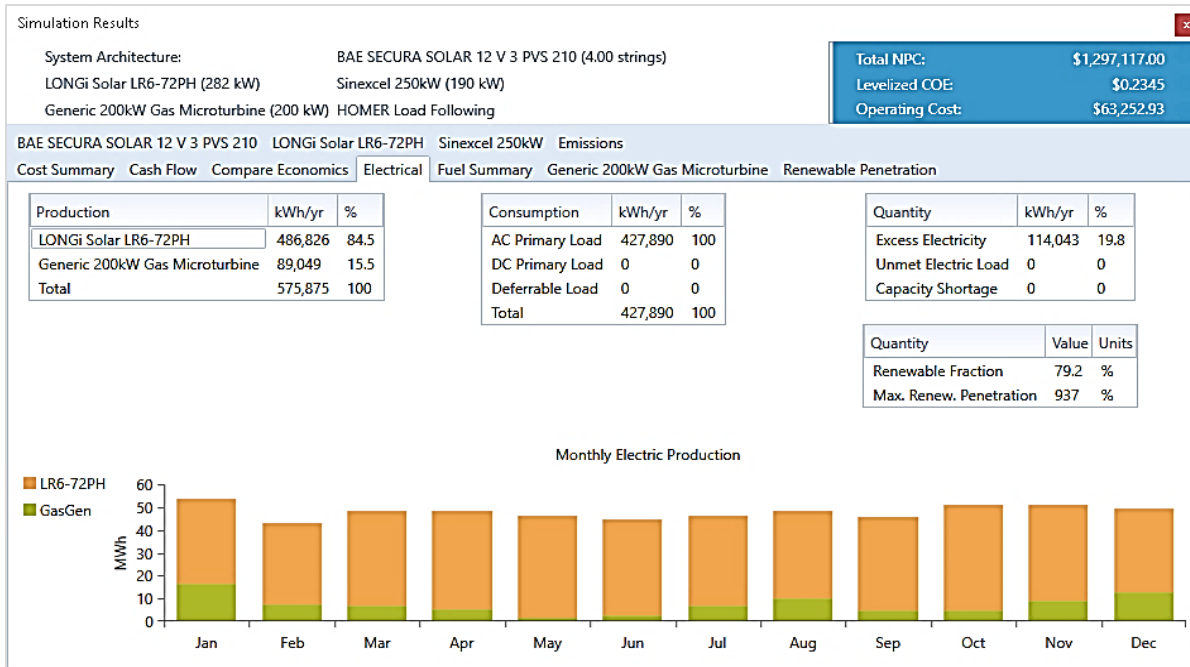 Simulation Results
x
System Architecture: BAE SECURA SOLAR 12 V 3 PVS 210 (4.00 strings)
LONGi Solar LR6-72PH (282 kW) Sinexcel 250kW (190 kW)
Generic 200kW Gas Microturbine (200 kW) HOMER Load Following
Total NPC: $1,297,117.00
Levelized COE: $0.2345
Operating Cost: $63,252.93
BAE SECURA SOLAR 12 V 3 PVS 210 LONGi Solar LR6-72PH Sinexcel 250kW Emissions
Cost Summary Cash Flow Compare Economics Electrical Fuel Summary Generic 200kW Gas Microturbine Renewable Penetration
Production kWh/yr %
LONGi Solar LR6-72PH 486,826 84.5
Generic 200kW Gas Microturbine 89,049 15.5
Total 575,875 100
Consumption kWh/yr %
AC Primary Load 427,890 100
DC Primary Load 0 0
Deferrable Load 0 0
Total 427,890 100
Quantity kWh/yr %
Excess Electricity 114,043 19.8
Unmet Electric Load 0 0
Capacity Shortage 0 0
Quantity Value Units
Renewable Fraction 79.2 %
Max. Renew. Penetration 937 %
Monthly Electric Production
LR6-72PH
GasGen
MWh
60
50
40
30
20
10
0
Jan Feb Mar Apr May Jun Jul Aug Sep Oct Nov Dec